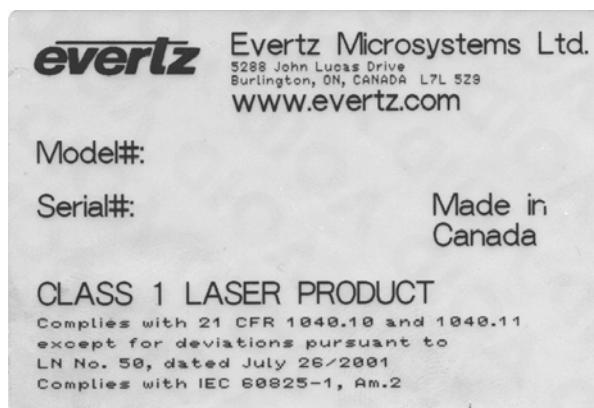 evertz
Evertz Microsystems Ltd.
5288 John Lucas Drive
Burlington, ON, CANADA L7L 5Z9
www.evertz.com
Model#:
Serial#:
Made in
Canada
CLASS 1 LASER PRODUCT
Complies with 21 CFR 1040.10 and 1040.11
except for deviations pursuant to
LN No. 50, dated July 26/2001
Complies with IEC 60825-1, Am.2